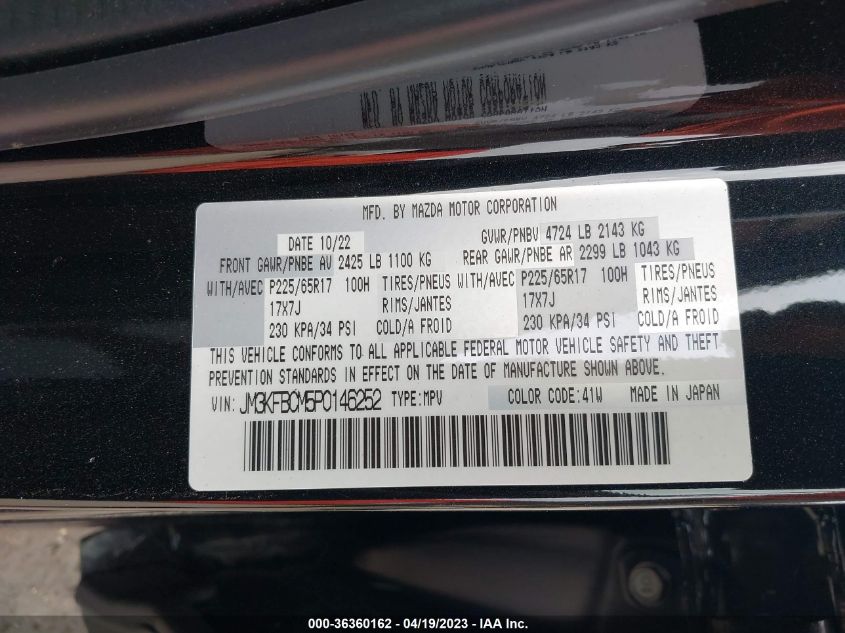 MFD. BY MAZDA MOTOR CORPORATION
DATE 10/22 GVWR/PNBV 4724 LB 2143 KG
FRONT GAWR/PNBE AV 2425 LB 1100 KG REAR GAWR/PNBE AR 2299 LB 1043 KG
WITH/AVEC P225/65R17 100H TIRES/PNEUS WITH/AVEC P225/65R17 100H TIRES/PNEUS
17X7J RIMS/JANTES 17X7J RIMS/JANTES
230 KPA/34 PSI COLD/A FROID 230 KPA/34 PSI COLD/A FROID
THIS VEHICLE CONFORMS TO ALL APPLICABLE FEDERAL MOTOR VEHICLE SAFETY AND THEFT
PREVENTION STANDARDS IN EFFECT ON THE DATE OF MANUFACTURE SHOWN ABOVE.
VIN: JM3KFBCM5P0146252 TYPE:MPV COLOR CODE:41W MADE IN JAPAN
000-36360162 - 04/19/2023 - IAA Inc.